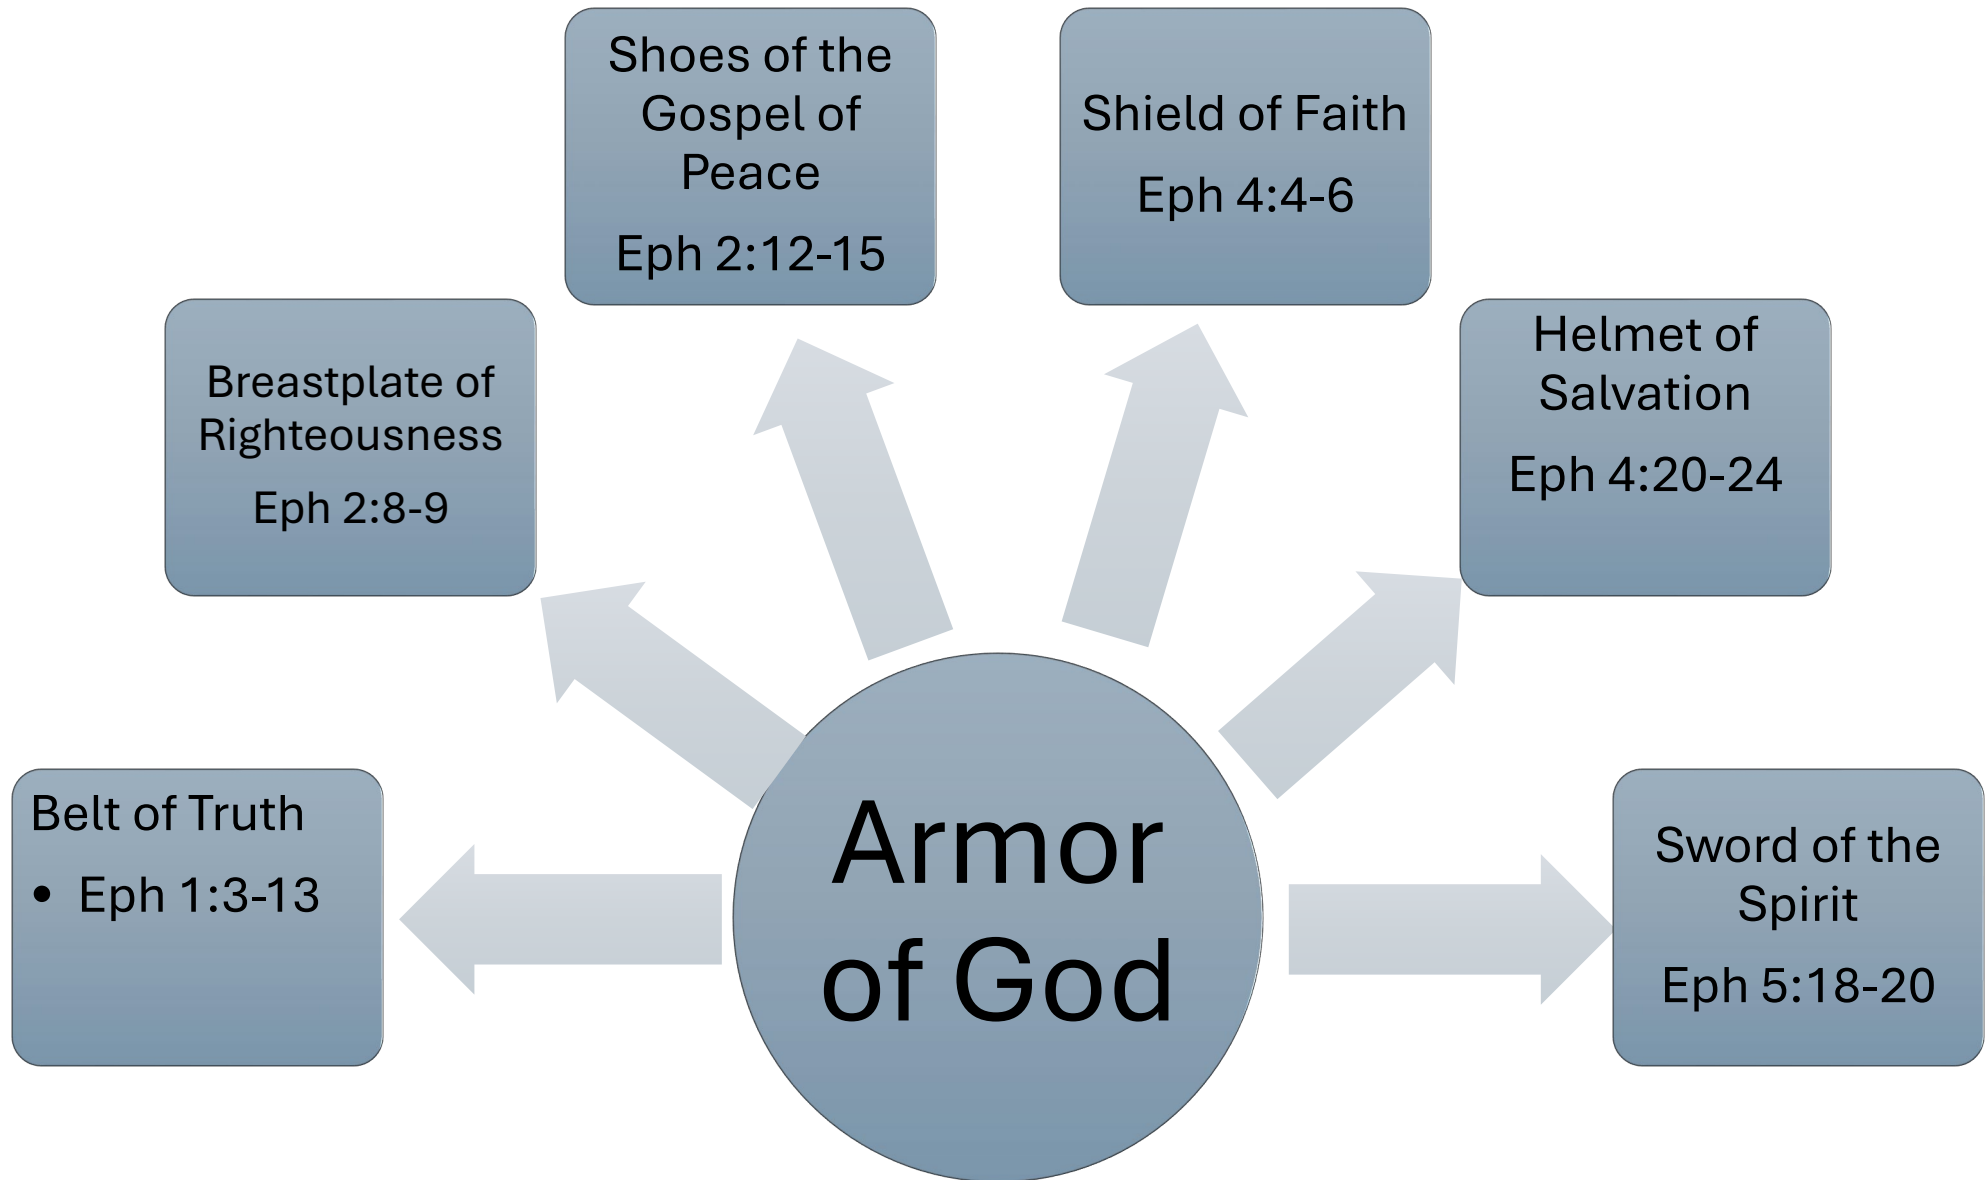 Shoes of the
Gospel of
Peace
Eph 2:12-15
Shield of Faith
Eph 4:4-6
Breastplate of
Righteousness
Eph 2:8-9
Helmet of
Salvation
Eph 4:20-24
Belt of Truth
• Eph 1:3-13
Armor
of God
Sword of the
Spirit
Eph 5:18-20